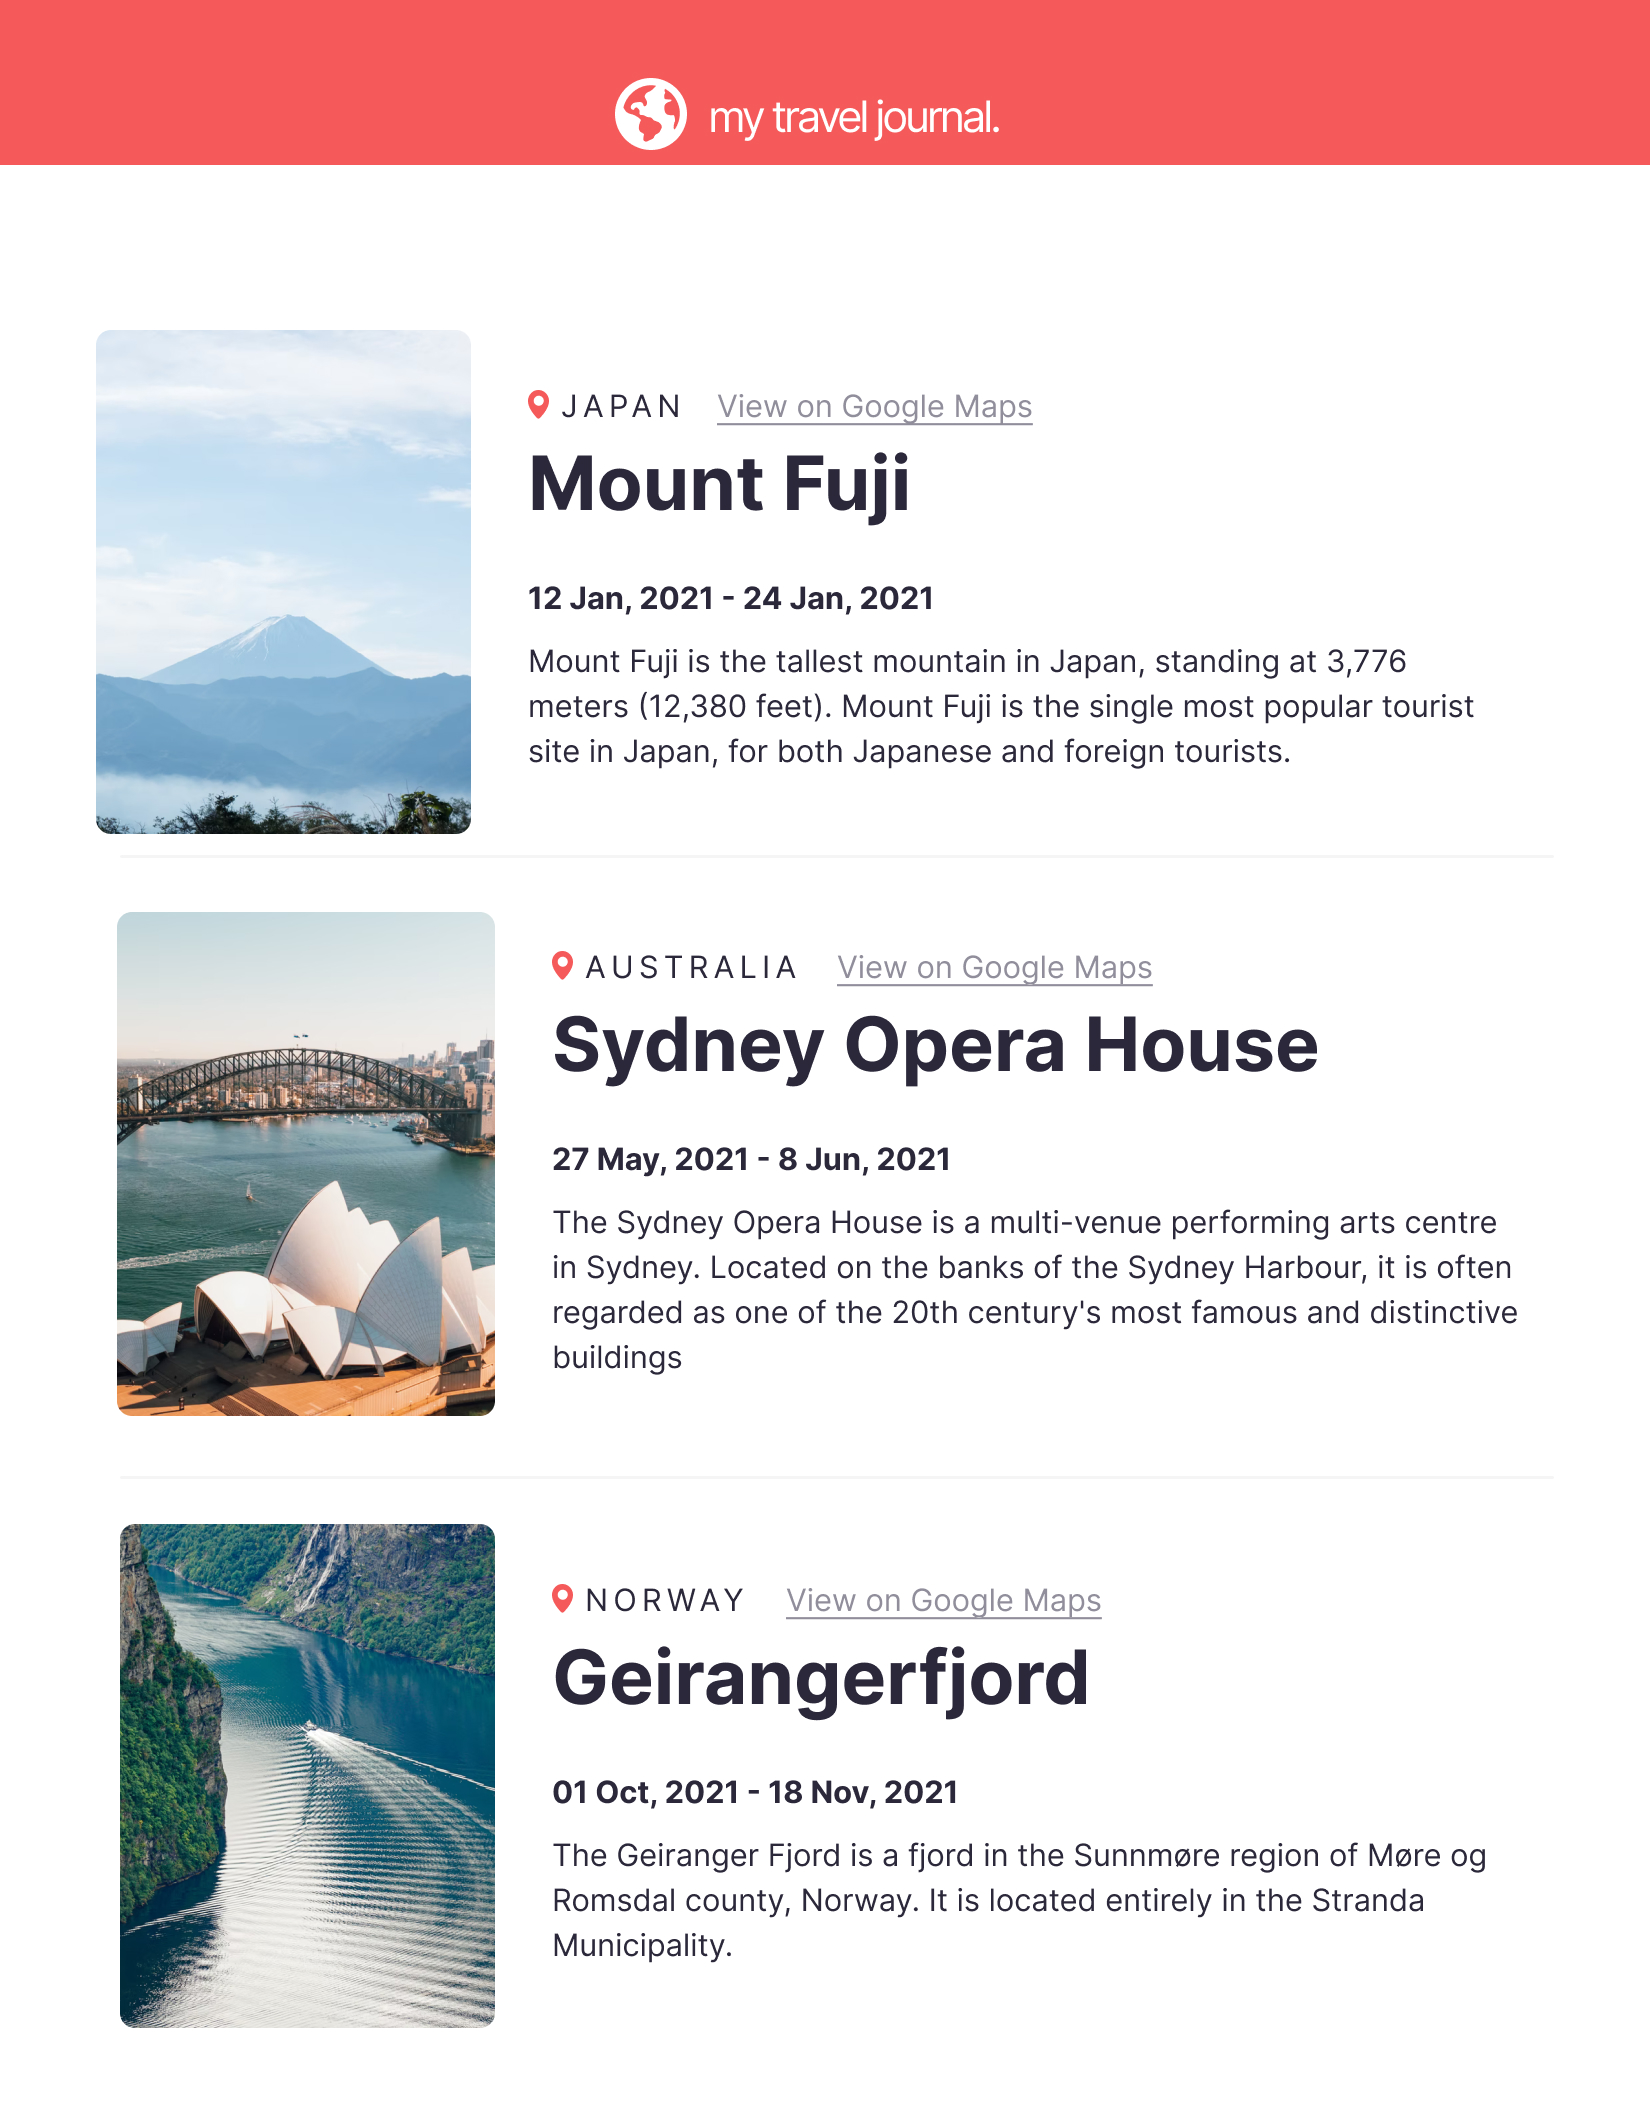 my travel journal.
JAPAN View on Google Maps
Mount Fuji
12 Jan, 2021 - 24 Jan, 2021
Mount Fuji is the tallest mountain in Japan, standing at 3,776
meters (12,380 feet). Mount Fuji is the single most popular tourist
site in Japan, for both Japanese and foreign tourists.
AUSTRALIA View on Google Maps
Sydney Opera House
27 May, 2021 - 8 Jun, 2021
The Sydney Opera House is a multi-venue performing arts centre
in Sydney. Located on the banks of the Sydney Harbour, it is often
regarded as one of the 20th century's most famous and distinctive
buildings
NORWAY View on Google Maps
Geirangerfjord
01 Oct, 2021 - 18 Nov, 2021
The Geiranger Fjord is a fjord in the Sunnmøre region of Møre og
Romsdal county, Norway. It is located entirely in the Stranda
Municipality.